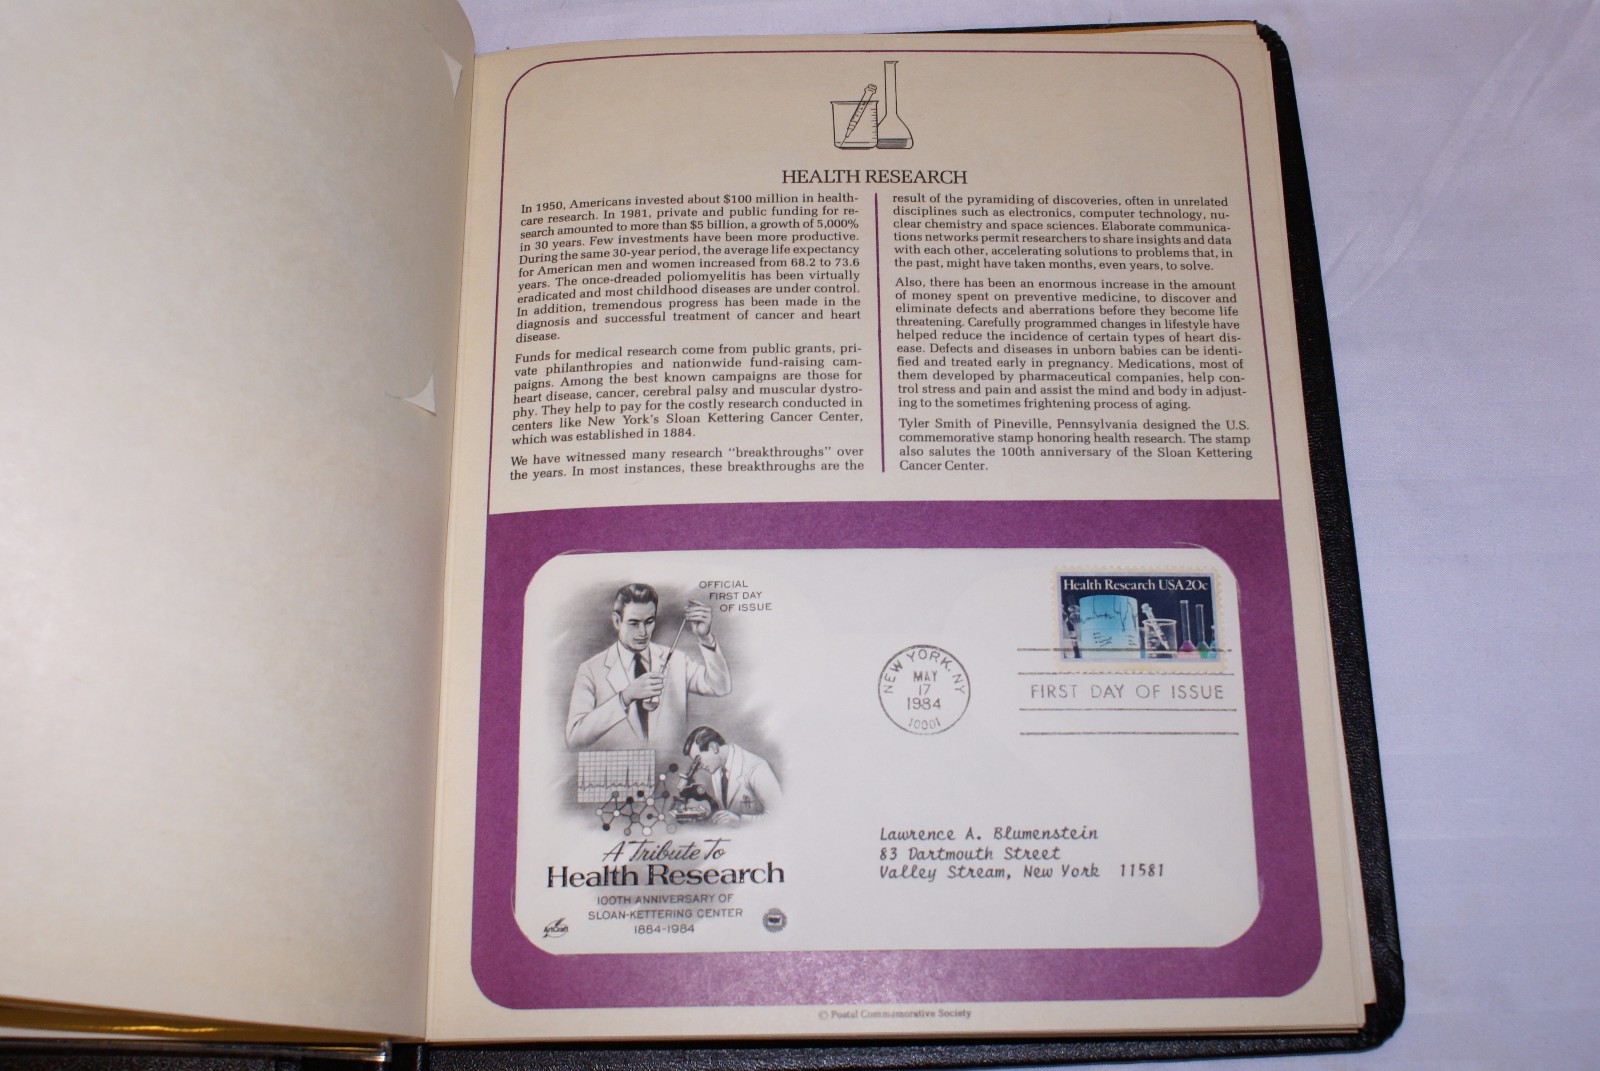 HEALTH RESEARCH
In 1950, Americans invested about $100 million in health-
care research. In 1981, private and public funding for re-
search amounted to more than $5 billion, a growth of 5,000%
in 30 years. Few investments have been more productive.
During the same 30-year period, the average life expectancy
for American men and women increased from 68.2 to 73.6
years. The once-dreaded poliomyelitis has been virtually
eradicated and most childhood diseases are under control.
In addition, tremendous progress has been made in the
diagnosis and successful treatment of cancer and heart
disease.
Funds for medical research come from public grants, pri-
vate philanthropies and nationwide fund-raising cam-
paigns. Among the best known campaigns are those for
heart disease, cancer, cerebral palsy and muscular dystro-
phy. They help to pay for the costly research conducted in
centers like New York's Sloan Kettering Cancer Center,
which was established in 1884.
We have witnessed many research "breakthroughs" over
the years. In most instances, these breakthroughs are the
result of the pyramiding of discoveries, often in unrelated
disciplines such as electronics, computer technology, nu-
clear chemistry and space sciences. Elaborate communica-
tions networks permit researchers to share insights and data
with each other, accelerating solutions to problems that, in
the past, might have taken months, even years, to solve.
Also, there has been an enormous increase in the amount
of money spent on preventive medicine, to discover and
eliminate defects and aberrations before they become life
threatening. Carefully programmed changes in lifestyle have
helped reduce the incidence of certain types of heart dis-
ease. Defects and diseases in unborn babies can be identi-
fied and treated early in pregnancy. Medications, most of
them developed by pharmaceutical companies, help con-
trol stress and pain and assist the mind and body in adjust-
ing to the sometimes frightening process of aging.
Tyler Smith of Pineville, Pennsylvania designed the U.S.
commemorative stamp honoring health research. The stamp
also salutes the 100th anniversary of the Sloan Kettering
Cancer Center.
OFFICIAL
FIRST DAY
OF ISSUE
Health Research USA 20c
NEW YORK, NY
MAY
17
1984
10001
FIRST DAY OF ISSUE
Lawrence A. Blumenstein
83 Dartmouth Street
Valley Stream, New York 11581
A Tribute To
Health Research
100TH ANNIVERSARY OF
SLOAN-KETTERING CENTER
1884-1984
ArtCraft
© Postal Commemorative Society